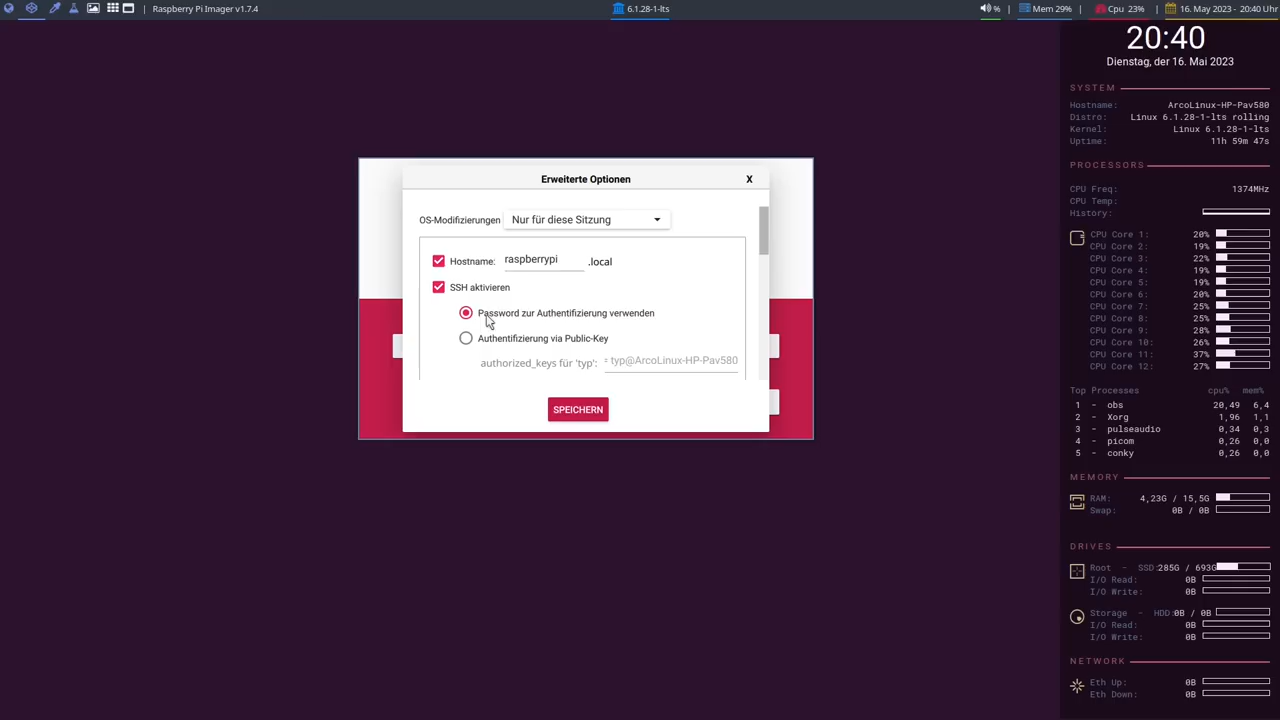 Raspberry Pi Imager v1.7.4
6.1.28-1-lts
% | Mem 29% | Cpu 23% | 16. May 2023 - 20:40 Uhr
Erweiterte Optionen
X
OS-Modifizierungen Nur für diese Sitzung
Hostname: raspberrypi .local
SSH aktivieren
Password zur Authentifizierung verwenden
Authentifizierung via Public-Key
authorized_keys für 'typ': = typ@ArcoLinux-HP-Pav580
SPEICHERN
20:40
Dienstag, der 16. Mai 2023
SYSTEM
Hostname: ArcoLinux-HP-Pav580
Distro: Linux 6.1.28-1-lts rolling
Kernel: Linux 6.1.28-1-lts
Uptime: 11h 59m 47s
PROCESSORS
CPU Freq: 1374MHz
CPU Temp:
History:
CPU Core 1: 20%
CPU Core 2: 19%
CPU Core 3: 22%
CPU Core 4: 19%
CPU Core 5: 19%
CPU Core 6: 20%
CPU Core 7: 25%
CPU Core 8: 25%
CPU Core 9: 28%
CPU Core 10: 26%
CPU Core 11: 37%
CPU Core 12: 27%
Top Processes cpu% mem%
1 - obs 20,49 6,4
2 - Xorg 1,96 1,1
3 - pulseaudio 0,34 0,3
4 - picom 0,26 0,0
5 - conky 0,26 0,0
MEMORY
RAM: 4,23G / 15,5G
Swap: 0B / 0B
DRIVES
Root - SSD: 285G / 693G
I/O Read: 0B
I/O Write: 0B
Storage - HDD: 0B / 0B
I/O Read: 0B
I/O Write: 0B
NETWORK
Eth Up: 0B
Eth Down: 0B